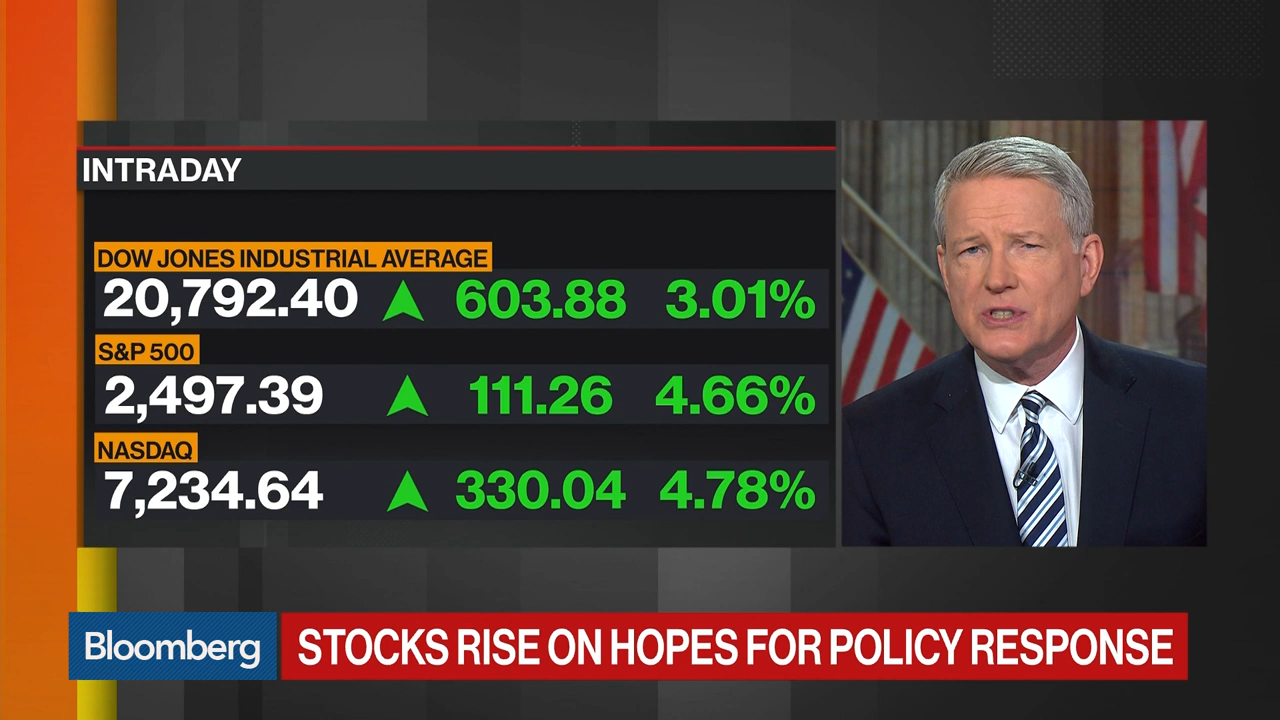 INTRADAY
DOW JONES INDUSTRIAL AVERAGE
20,792.40 ▲ 603.88 3.01%
S&P 500
2,497.39 ▲ 111.26 4.66%
NASDAQ
7,234.64 ▲ 330.04 4.78%
Bloomberg STOCKS RISE ON HOPES FOR POLICY RESPONSE